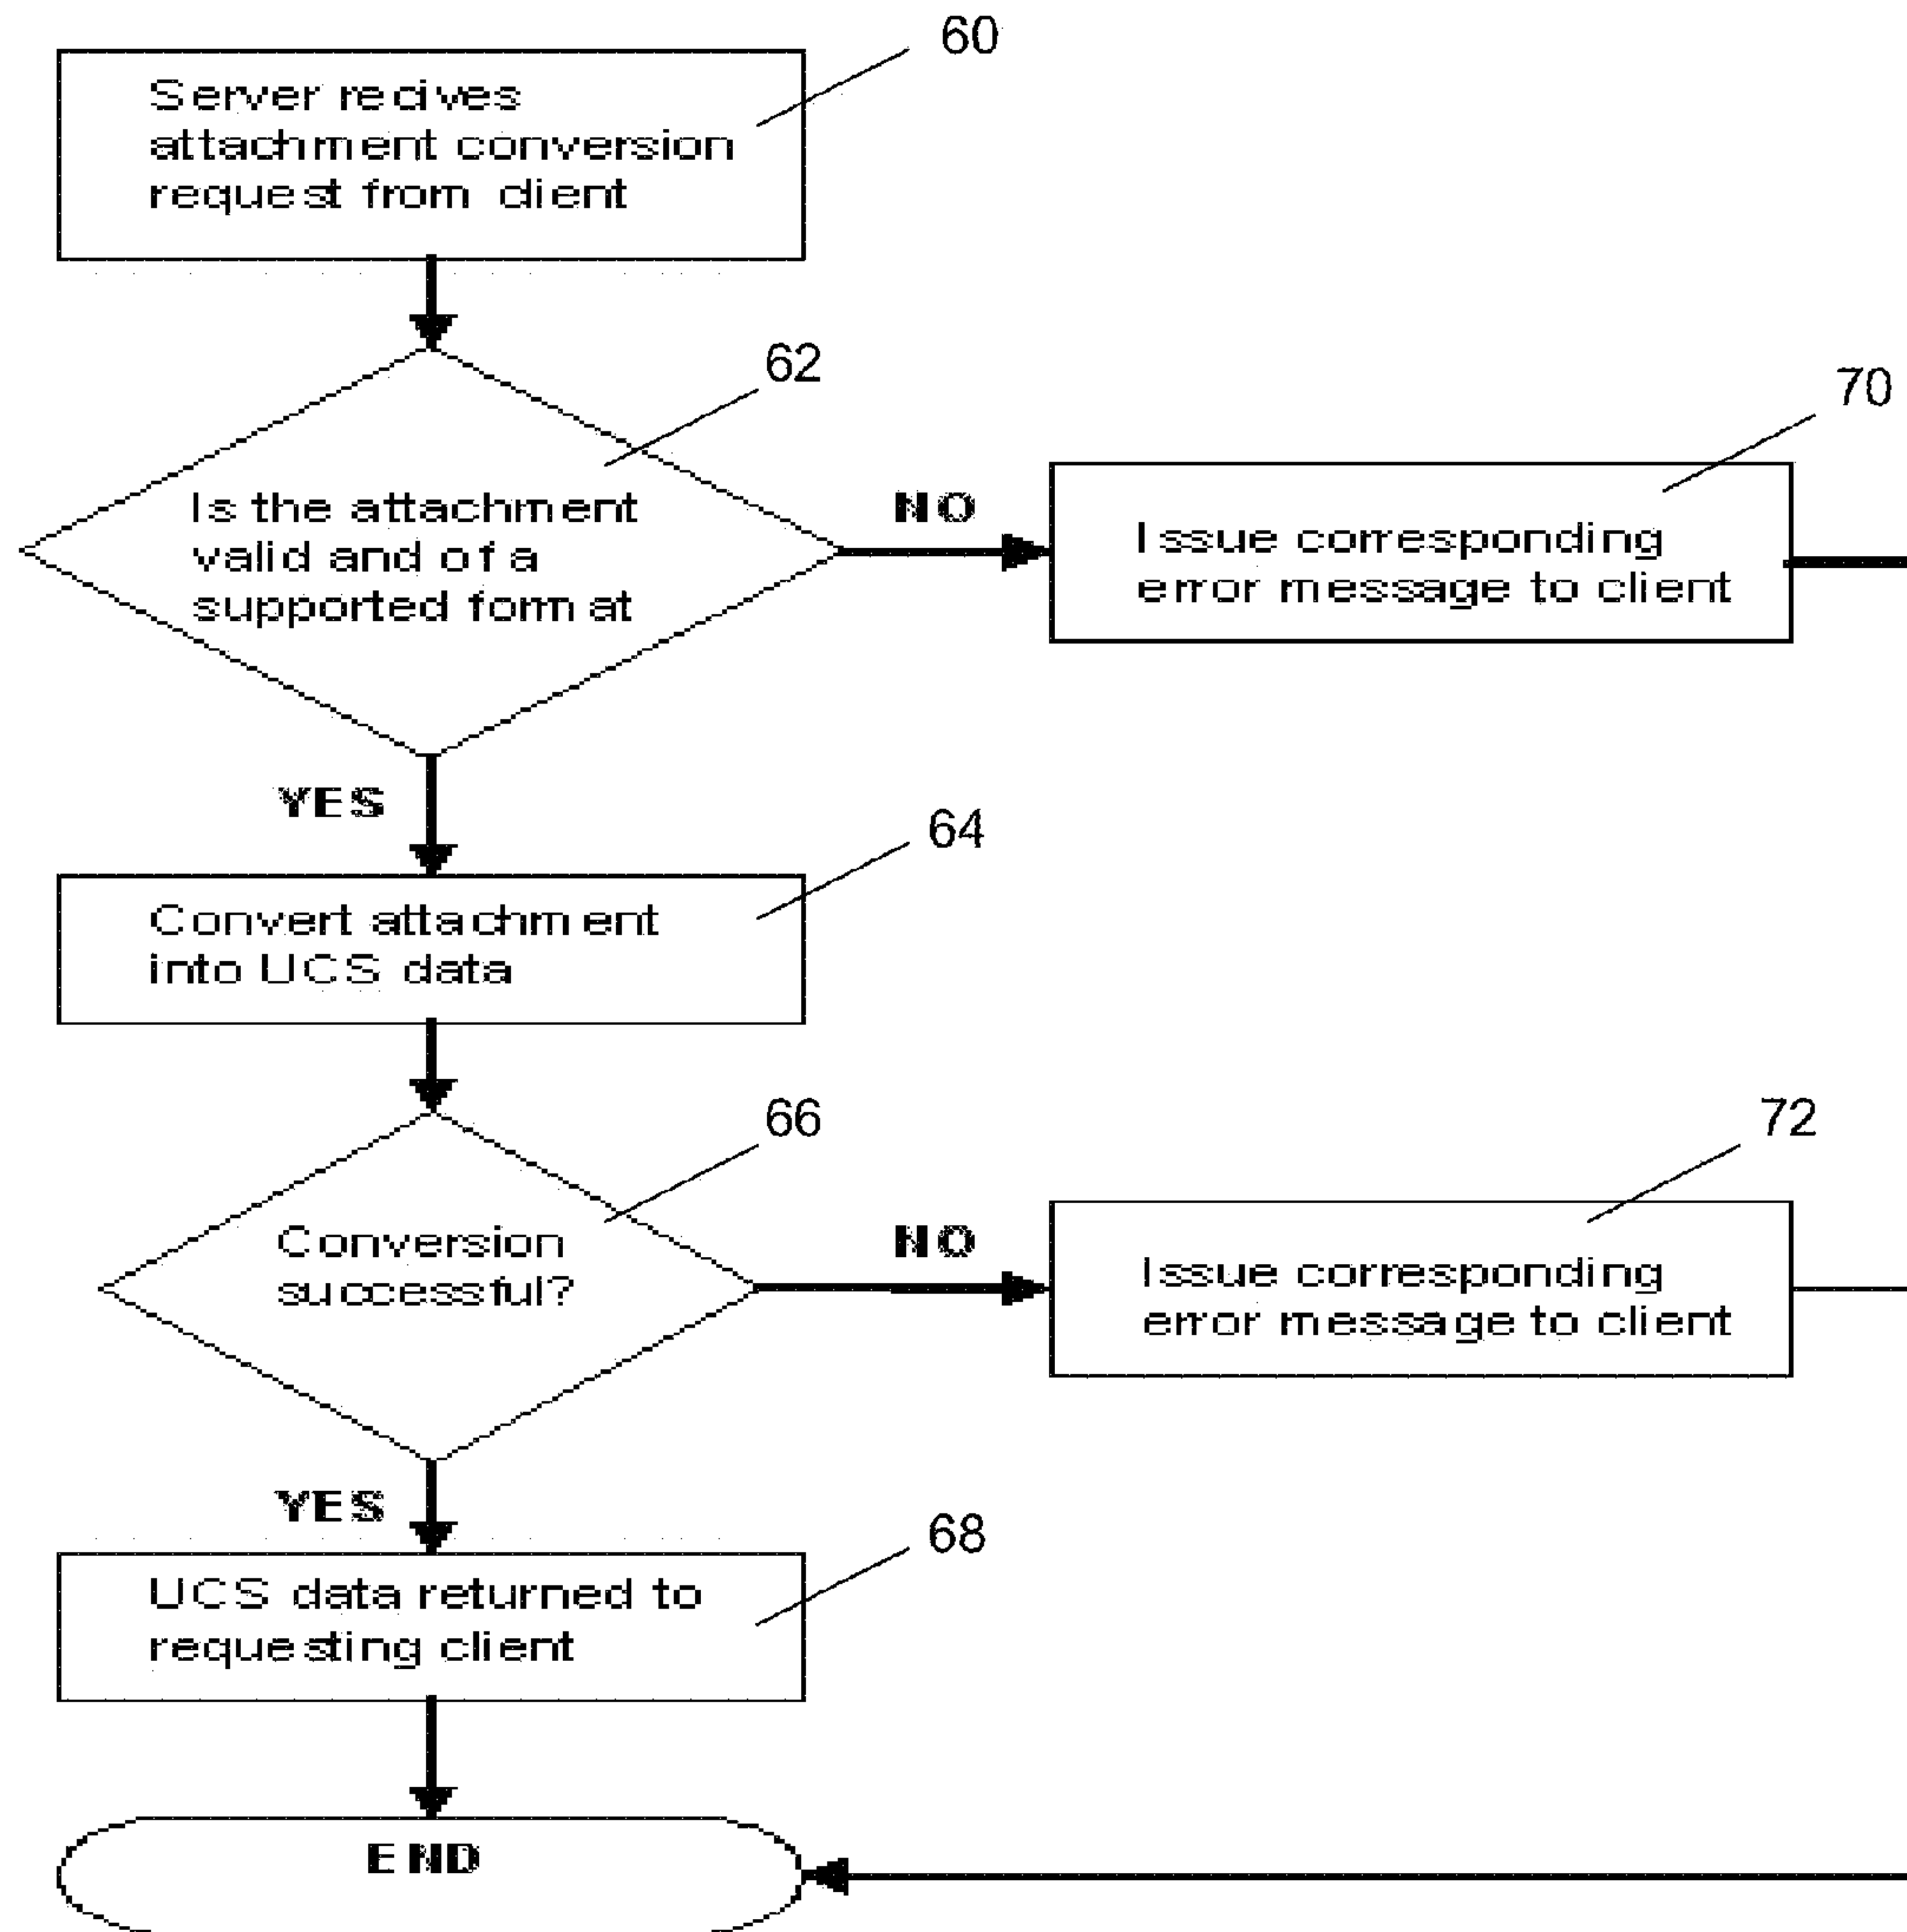 60
Server recives
attachment conversion
request from client
62
Is the attachment
valid and of a
supported format
NO
70
Issue corresponding
error message to client
YES
64
Convert attachment
into UCS data
66
Conversion
successful?
NO
72
Issue corresponding
error message to client
YES
68
UCS data returned to
requesting client
END